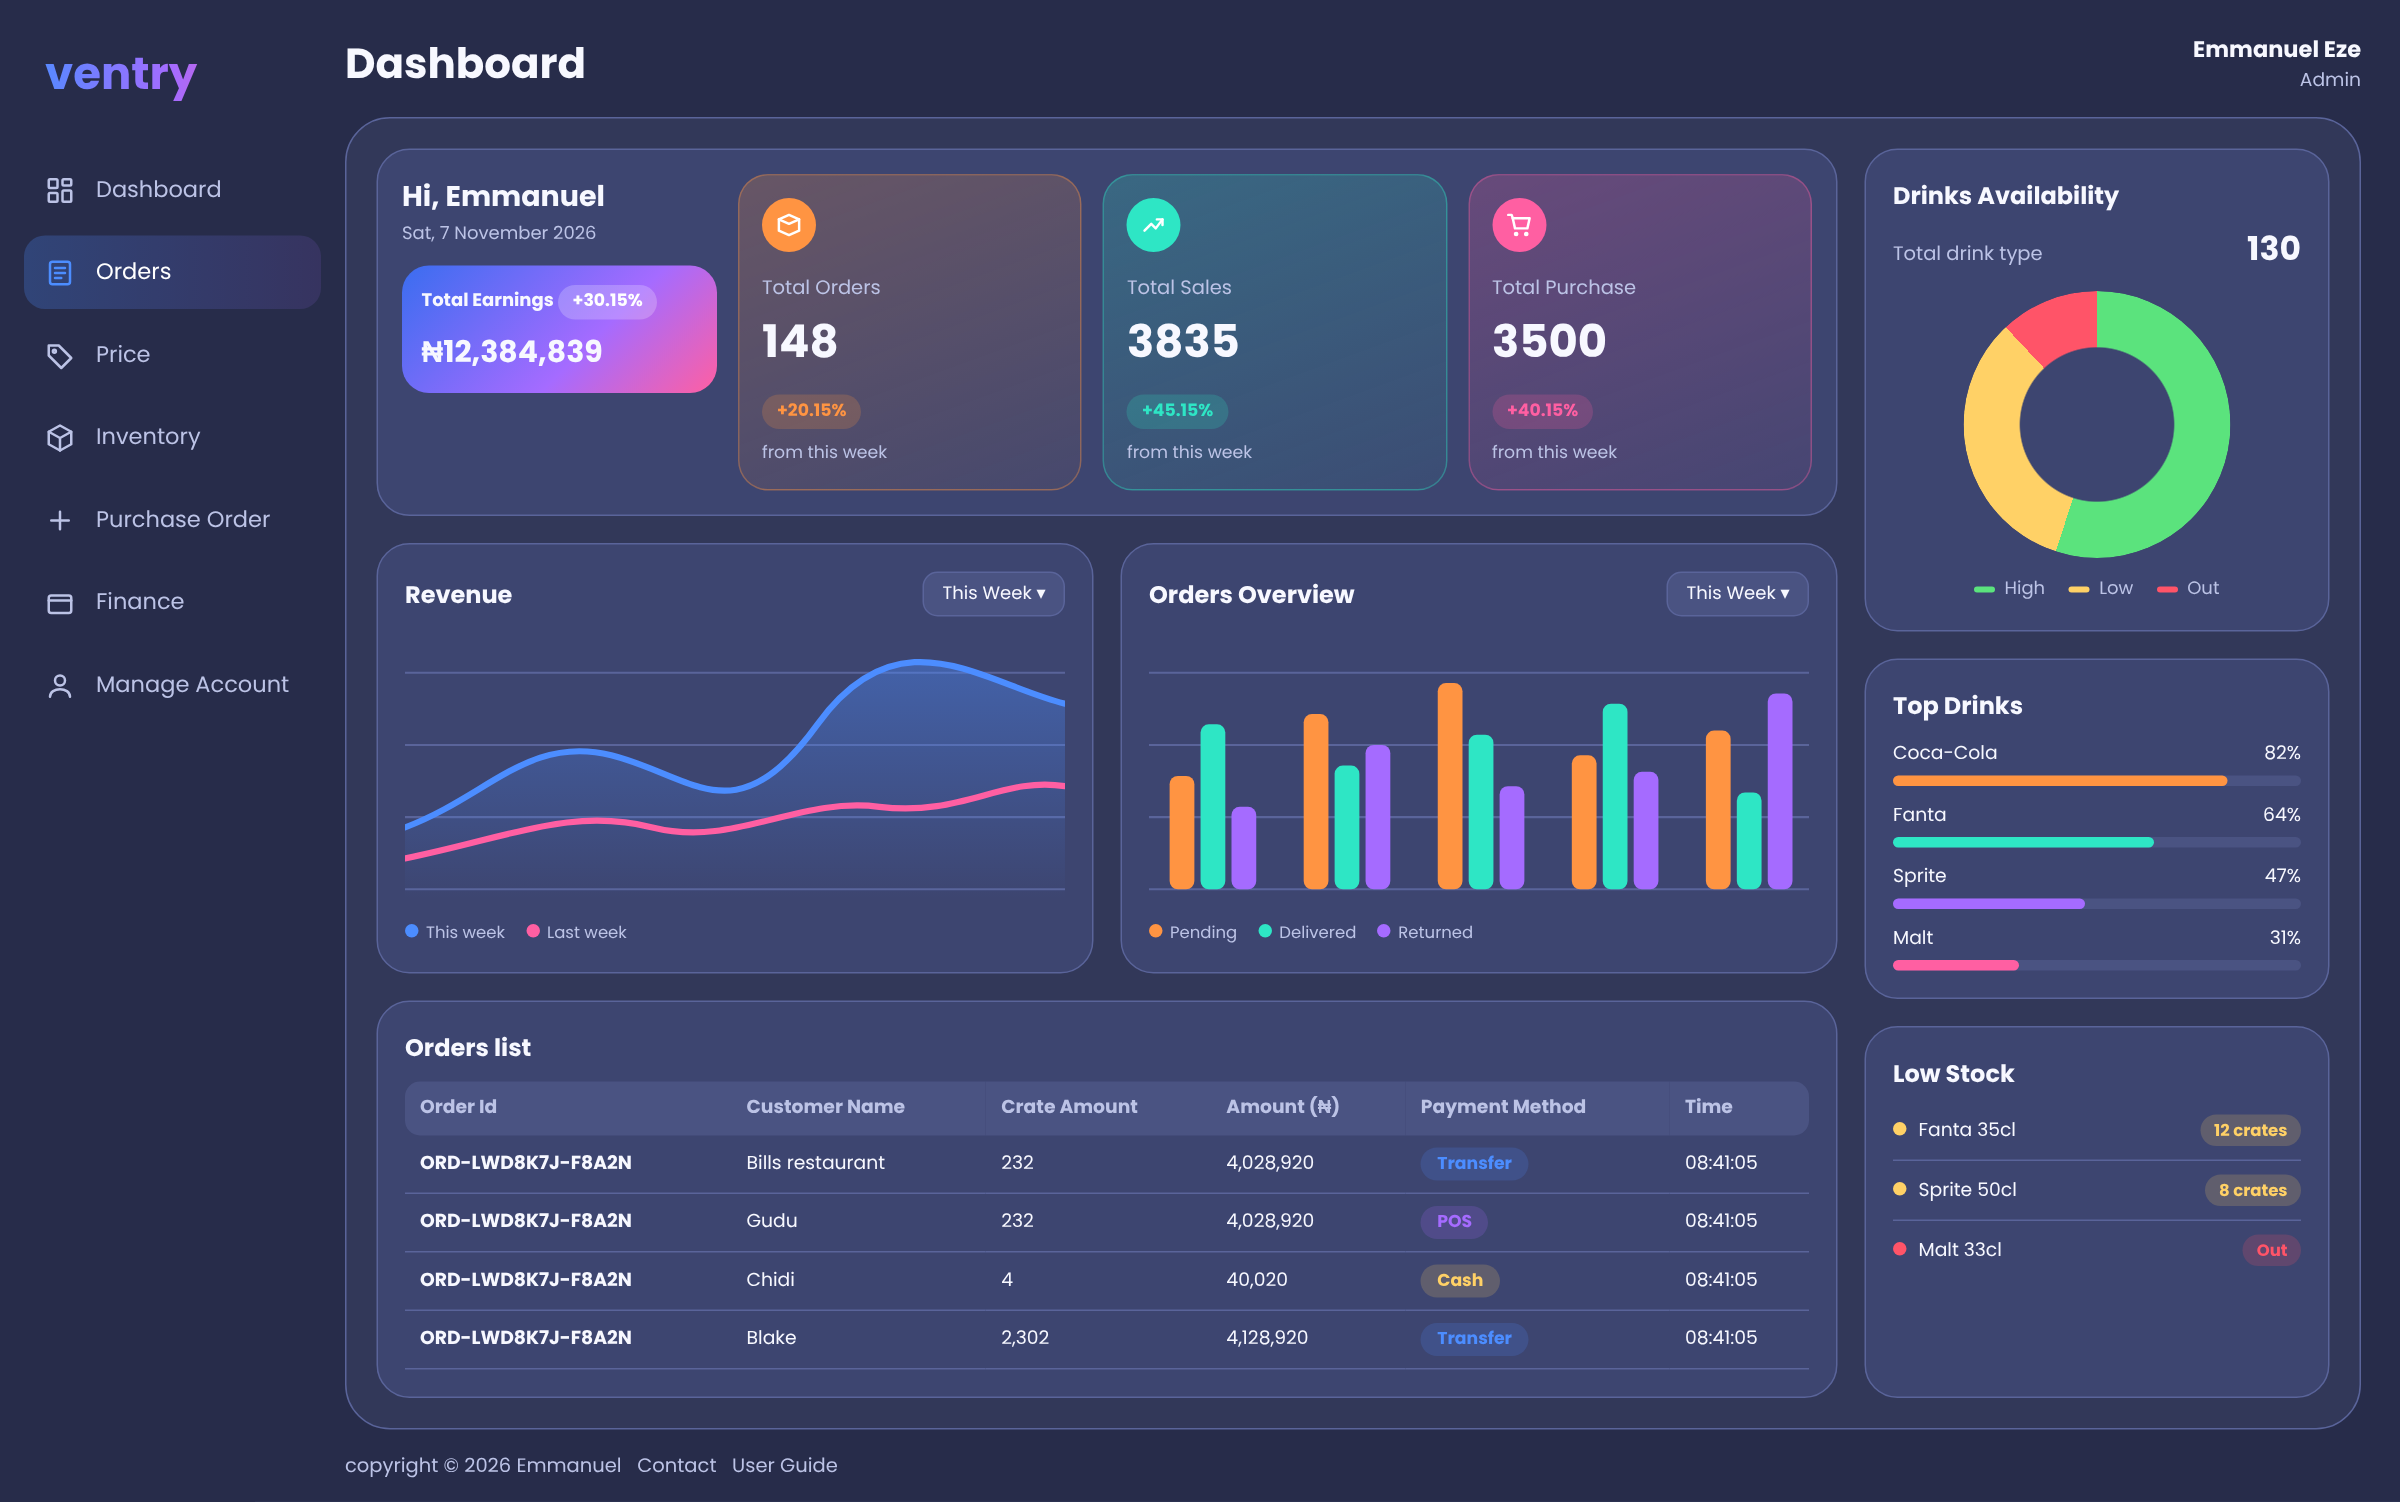 ventry
Dashboard
Orders
Price
Inventory
Purchase Order
Finance
Manage Account
Dashboard
Emmanuel Eze
Admin
Hi, Emmanuel
Sat, 7 November 2026
Total Earnings +30.15%
₦12,384,839
Total Orders
148
+20.15%
from this week
Total Sales
3835
+45.15%
from this week
Total Purchase
3500
+40.15%
from this week
Revenue
This Week ▾
This week Last week
Orders Overview
This Week ▾
Pending Delivered Returned
Orders list
Order Id Customer Name Crate Amount Amount (₦) Payment Method Time
ORD-LWD8K7J-F8A2N Bills restaurant 232 4,028,920 Transfer 08:41:05
ORD-LWD8K7J-F8A2N Gudu 232 4,028,920 POS 08:41:05
ORD-LWD8K7J-F8A2N Chidi 4 40,020 Cash 08:41:05
ORD-LWD8K7J-F8A2N Blake 2,302 4,128,920 Transfer 08:41:05
Drinks Availability
Total drink type 130
High Low Out
Top Drinks
Coca-Cola 82%
Fanta 64%
Sprite 47%
Malt 31%
Low Stock
Fanta 35cl 12 crates
Sprite 50cl 8 crates
Malt 33cl Out
copyright © 2026 Emmanuel Contact User Guide